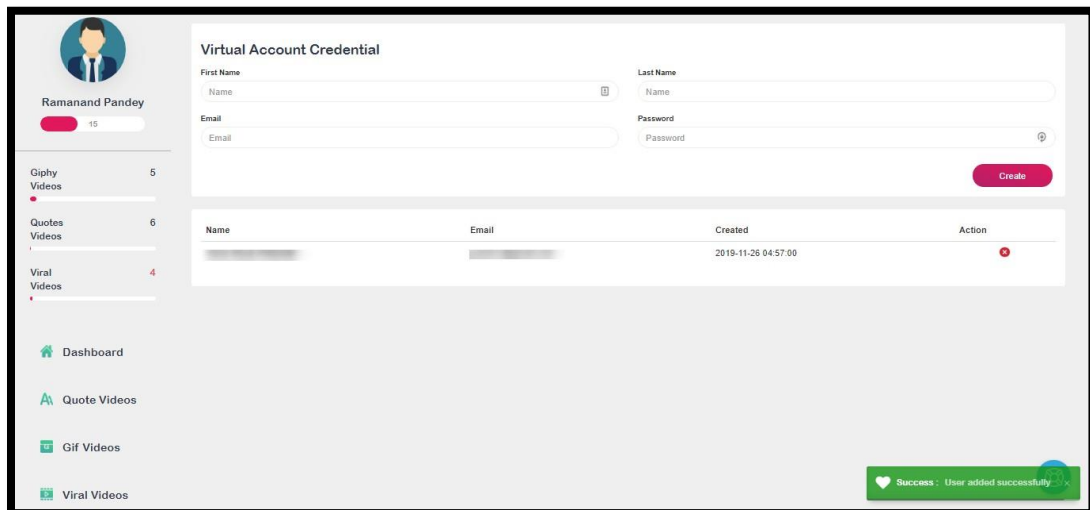 Ramanand Pandey
15
Giphy Videos 5
Quotes Videos 6
Viral Videos 4
Dashboard
Quote Videos
Gif Videos
Viral Videos
Virtual Account Credential
First Name Last Name
Name Name
Email Password
Email Password
Create
Name Email Created Action
2019-11-26 04:57:00
Success : User added successfully